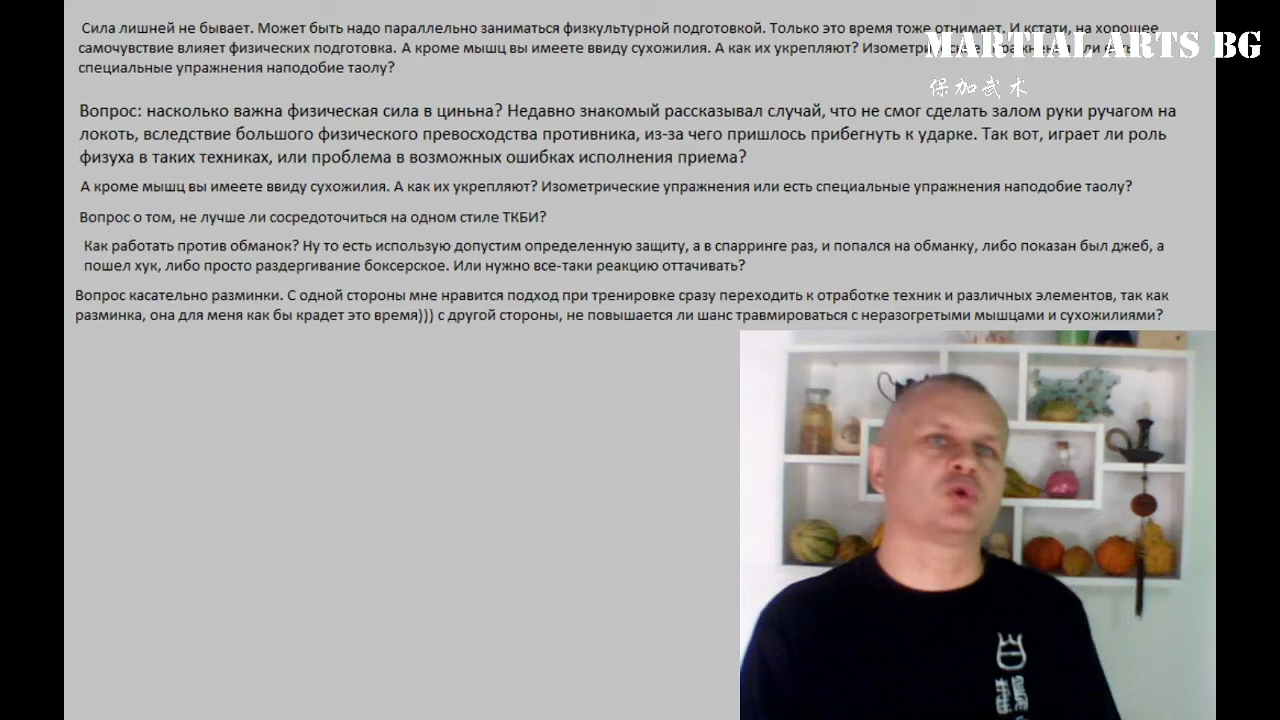 Сила лишней не бывает. Может быть надо параллельно заниматься физкультурной подготовкой. Только это время тоже отнимает. И кстати, на хорошее
самочувствие влияет физических подготовка. А кроме мышц вы имеете ввиду сухожилия. А как их укрепляют? Изометрические упражнения или есть
специальные упражнения наподобие таолу?
MARTIAL ARTS BG
保加武术
Вопрос: насколько важна физическая сила в циньна? Недавно знакомый рассказывал случай, что не смог сделать залом руки ручагом на
локоть, вследствие большого физического превосходства противника, из-за чего пришлось прибегнуть к ударке. Так вот, играет ли роль
физуха в таких техниках, или проблема в возможных ошибках исполнения приема?
А кроме мышц вы имеете ввиду сухожилия. А как их укрепляют? Изометрические упражнения или есть специальные упражнения наподобие таолу?
Вопрос о том, не лучше ли сосредоточиться на одном стиле ТКБИ?
Как работать против обманок? Ну то есть использую допустим определенную защиту, а в спарринге раз, и попался на обманку, либо показан был джеб, а
пошел хук, либо просто раздергивание боксерское. Или нужно все-таки реакцию оттачивать?
Вопрос касательно разминки. С одной стороны мне нравится подход при тренировке сразу переходить к отработке техник и различных элементов, так как
разминка, она для меня как бы крадет это время))) с другой стороны, не повышается ли шанс травмироваться с неразогретыми мышцами и сухожилиями?